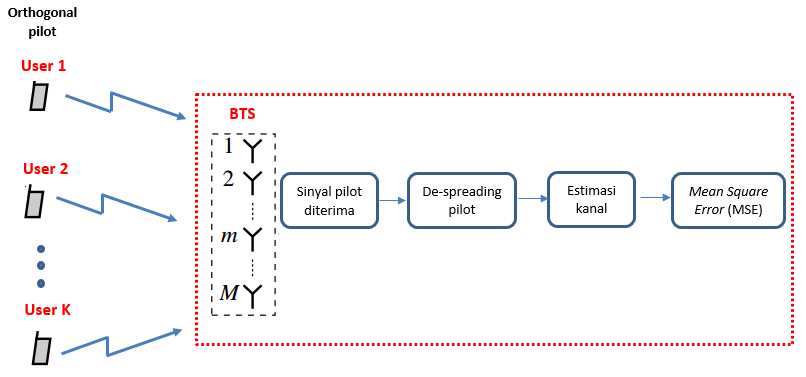 Orthogonal
pilot
User 1
User 2
User K
BTS
1
2
m
M
Sinyal pilot
diterima
De-spreading
pilot
Estimasi
kanal
Mean Square
Error (MSE)